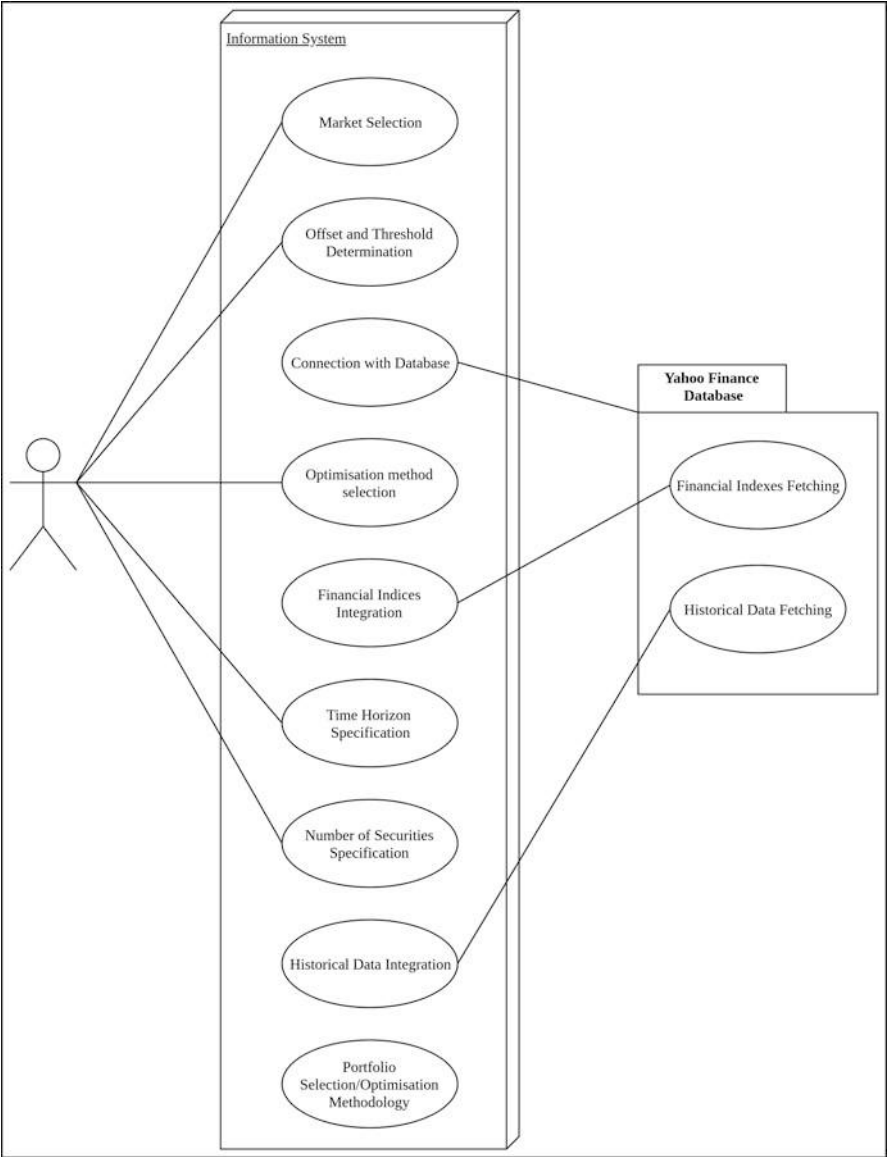 Information System
Market Selection
Offset and Threshold
Determination
Connection with Database
Optimisation method
selection
Financial Indices
Integration
Time Horizon
Specification
Number of Securities
Specification
Historical Data Integration
Portfolio
Selection/Optimisation
Methodology
Yahoo Finance
Database
Financial Indexes Fetching
Historical Data Fetching